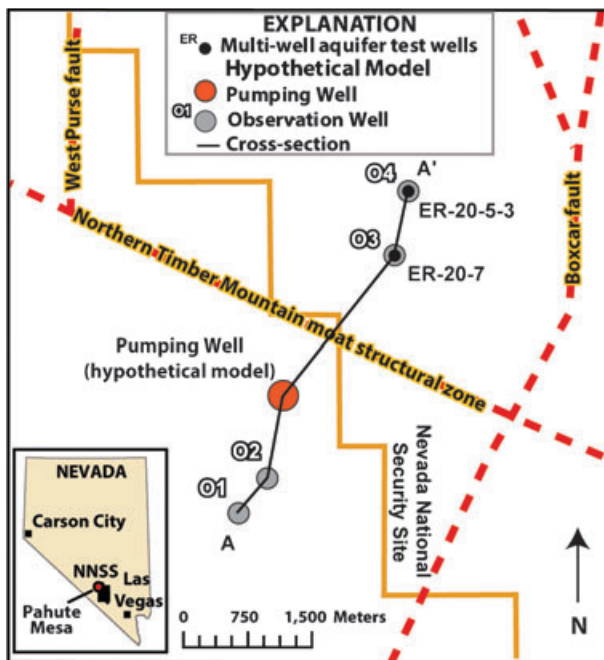 EXPLANATION
ER
Multi-well aquifer test wells
Hypothetical Model
Pumping Well
O1
Observation Well
Cross-section
West Purse fault
Boxcar fault
O4
A'
ER-20-5-3
O3
ER-20-7
Northern Timber Mountain moat structural zone
Pumping Well
(hypothetical model)
O2
O1
A
Nevada National
Security Site
NEVADA
Carson City
NNSS
Las
Vegas
Pahute
Mesa
0 750 1,500 Meters
N